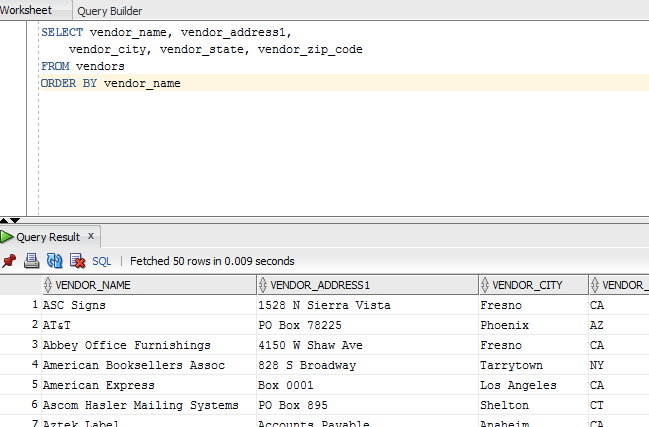 Worksheet Query Builder
SELECT vendor_name, vendor_address1,
vendor_city, vendor_state, vendor_zip_code
FROM vendors
ORDER BY vendor_name
Query Result x
SQL | Fetched 50 rows in 0.009 seconds
VENDOR_NAME VENDOR_ADDRESS1 VENDOR_CITY VENDOR_
1 ASC Signs 1528 N Sierra Vista Fresno CA
2 AT&T PO Box 78225 Phoenix AZ
3 Abbey Office Furnishings 4150 W Shaw Ave Fresno CA
4 American Booksellers Assoc 828 S Broadway Tarrytown NY
5 American Express Box 0001 Los Angeles CA
6 Ascom Hasler Mailing Systems PO Box 895 Shelton CT
7 Aztek Label Accounts Payable Anaheim CA